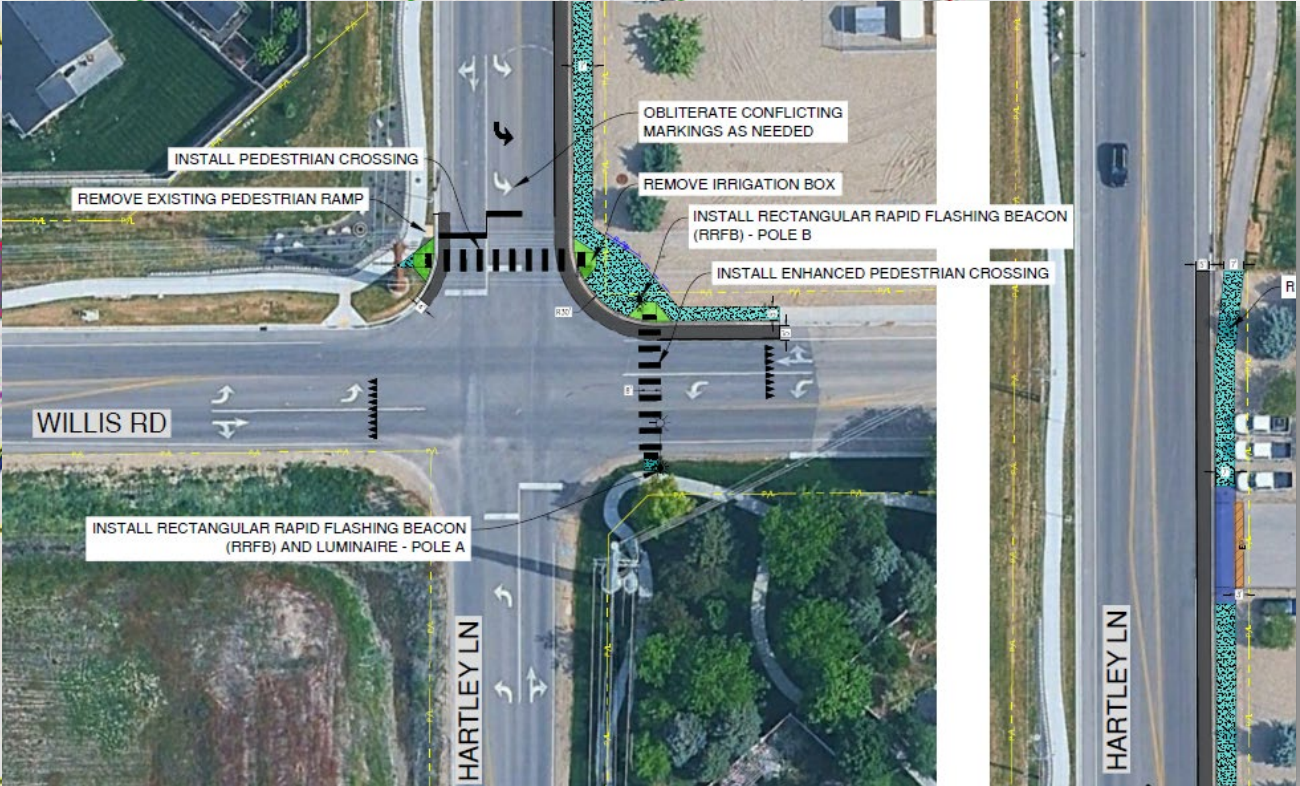 OBLITERATE CONFLICTING
MARKINGS AS NEEDED
INSTALL PEDESTRIAN CROSSING
REMOVE EXISTING PEDESTRIAN RAMP
REMOVE IRRIGATION BOX
INSTALL RECTANGULAR RAPID FLASHING BEACON
(RRFB) - POLE B
INSTALL ENHANCED PEDESTRIAN CROSSING
R
R30'
WILLIS RD
INSTALL RECTANGULAR RAPID FLASHING BEACON
(RRFB) AND LUMINAIRE - POLE A
HARTLEY LN
HARTLEY LN